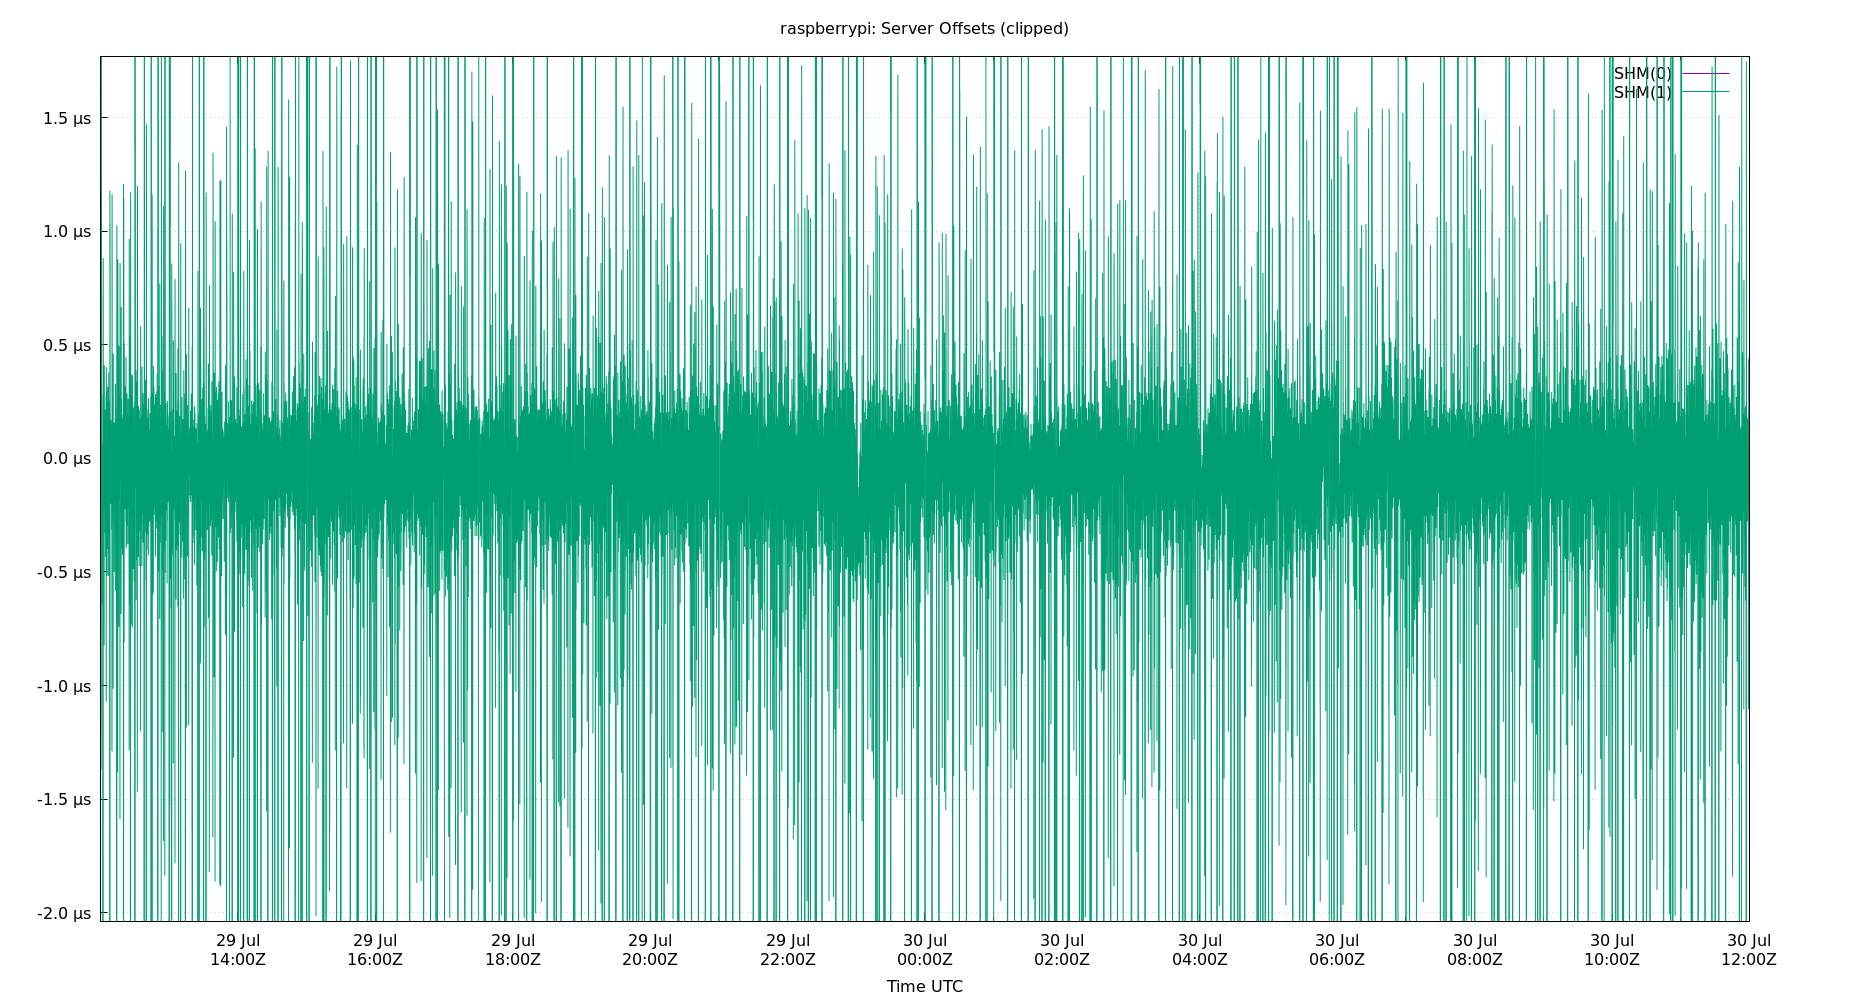 raspberrypi: Server Offsets (clipped)
SHM(0)
SHM(1)
1.5 µs
1.0 µs
0.5 µs
0.0 µs
-0.5 µs
-1.0 µs
-1.5 µs
-2.0 µs
29 Jul 29 Jul 29 Jul 29 Jul 29 Jul 30 Jul 30 Jul 30 Jul 30 Jul 30 Jul 30 Jul 30 Jul
14:00Z 16:00Z 18:00Z 20:00Z 22:00Z 00:00Z 02:00Z 04:00Z 06:00Z 08:00Z 10:00Z 12:00Z
Time UTC